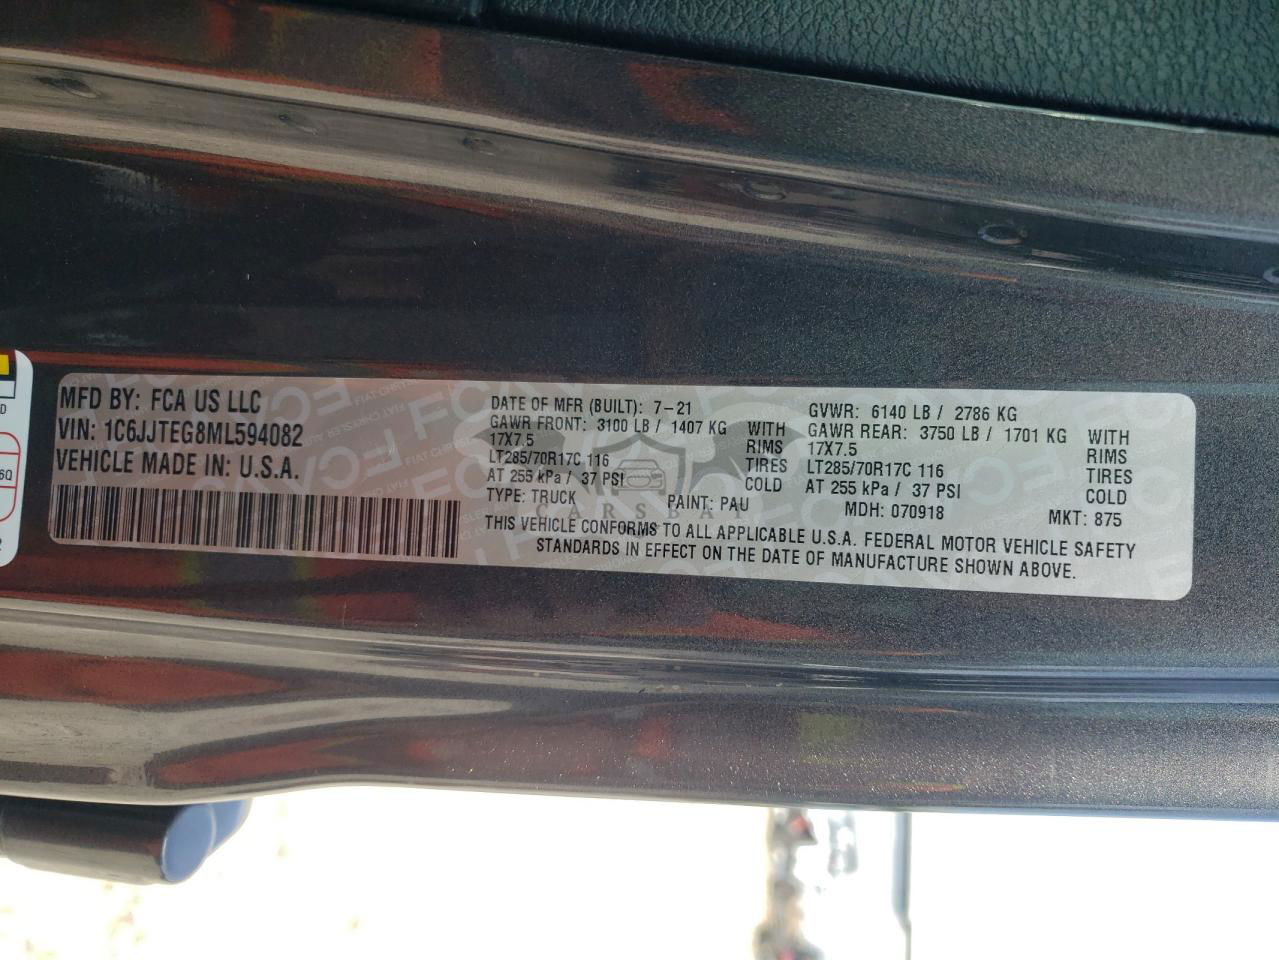 MFD BY: FCA US LLC
VIN: 1C6JJTEG8ML594082
VEHICLE MADE IN: U.S.A.
DATE OF MFR (BUILT): 7-21
GAWR FRONT: 3100 LB / 1407 KG WITH
17X7.5 RIMS
LT285/70R17C 116 TIRES
AT 255 kPa / 37 PSI COLD
TYPE: TRUCK PAINT: PAU
GVWR: 6140 LB / 2786 KG
GAWR REAR: 3750 LB / 1701 KG WITH
17X7.5 RIMS
LT285/70R17C 116 TIRES
AT 255 kPa / 37 PSI COLD
MDH: 070918 MKT: 875
THIS VEHICLE CONFORMS TO ALL APPLICABLE U.S.A. FEDERAL MOTOR VEHICLE SAFETY
STANDARDS IN EFFECT ON THE DATE OF MANUFACTURE SHOWN ABOVE.
CARSBAT